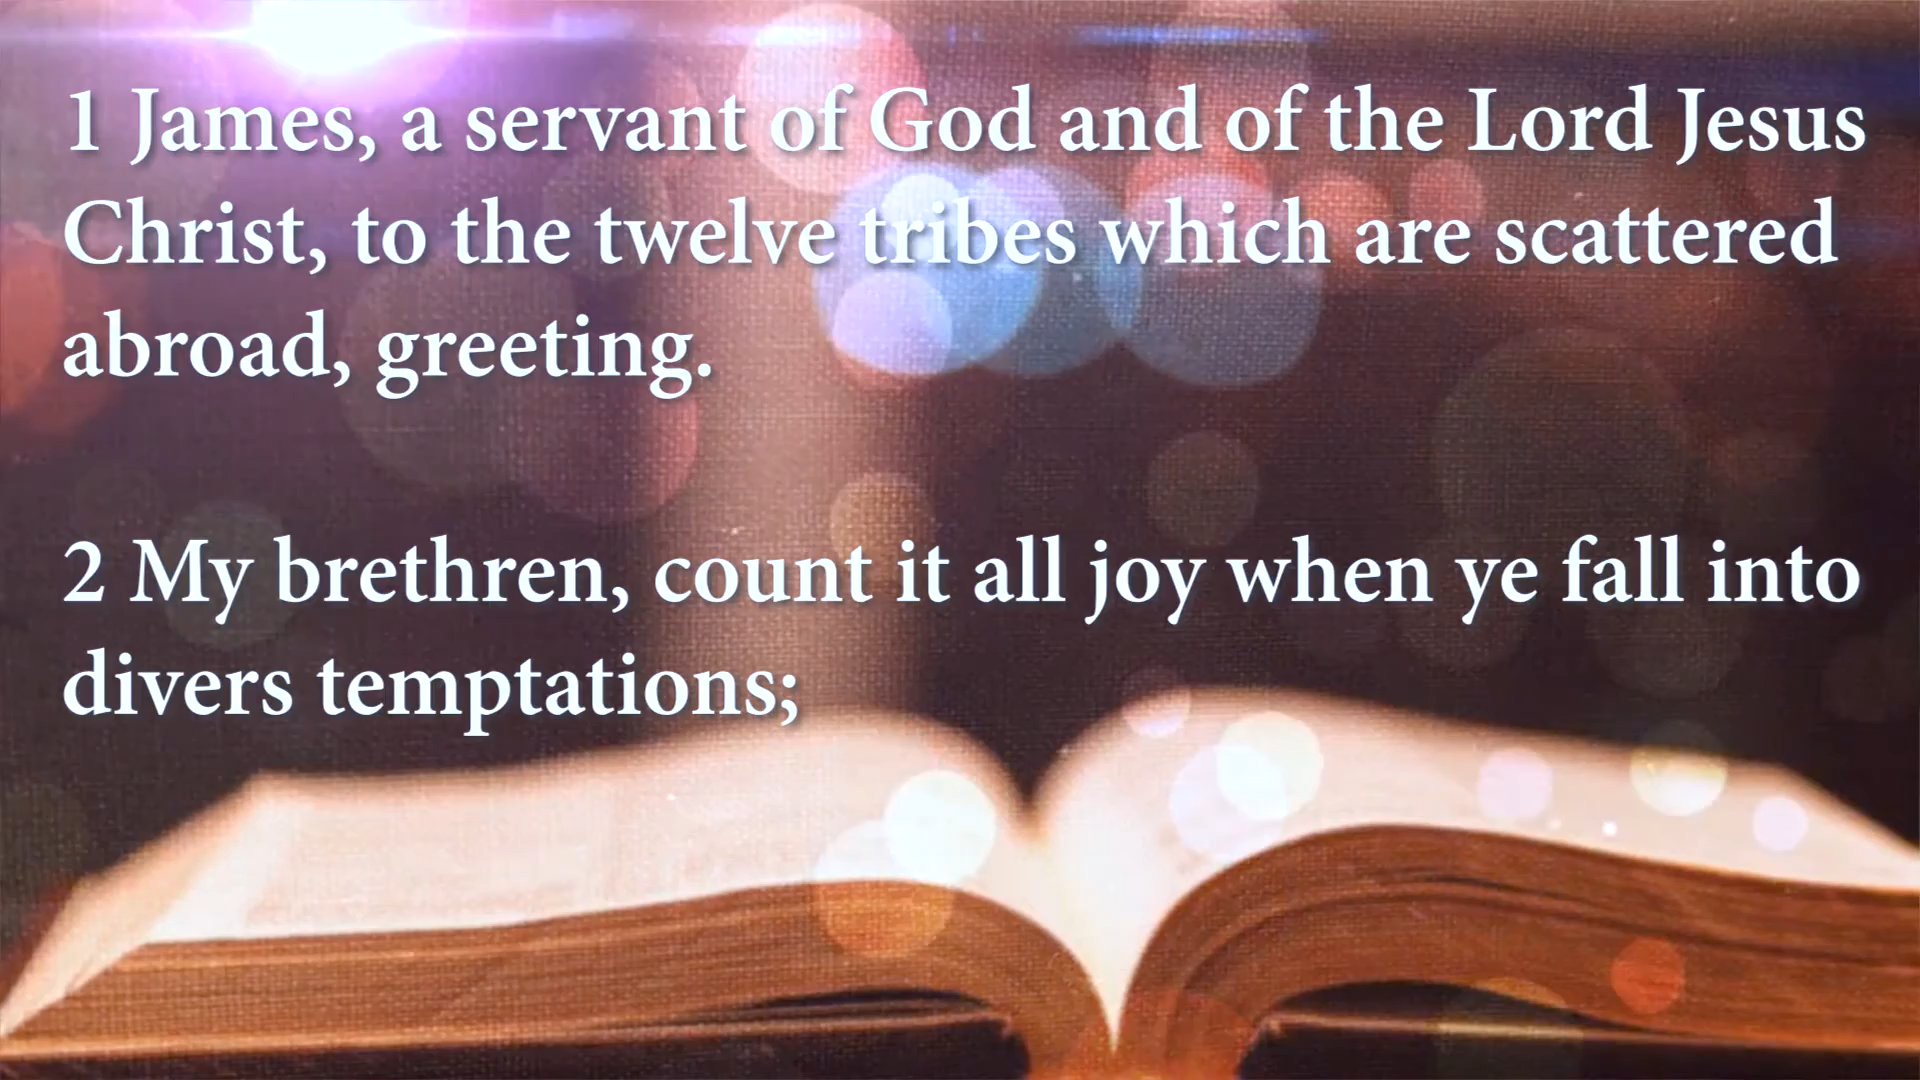 1 James, a servant of God and of the Lord Jesus
Christ, to the twelve tribes which are scattered
abroad, greeting.
2 My brethren, count it all joy when ye fall into
divers temptations;